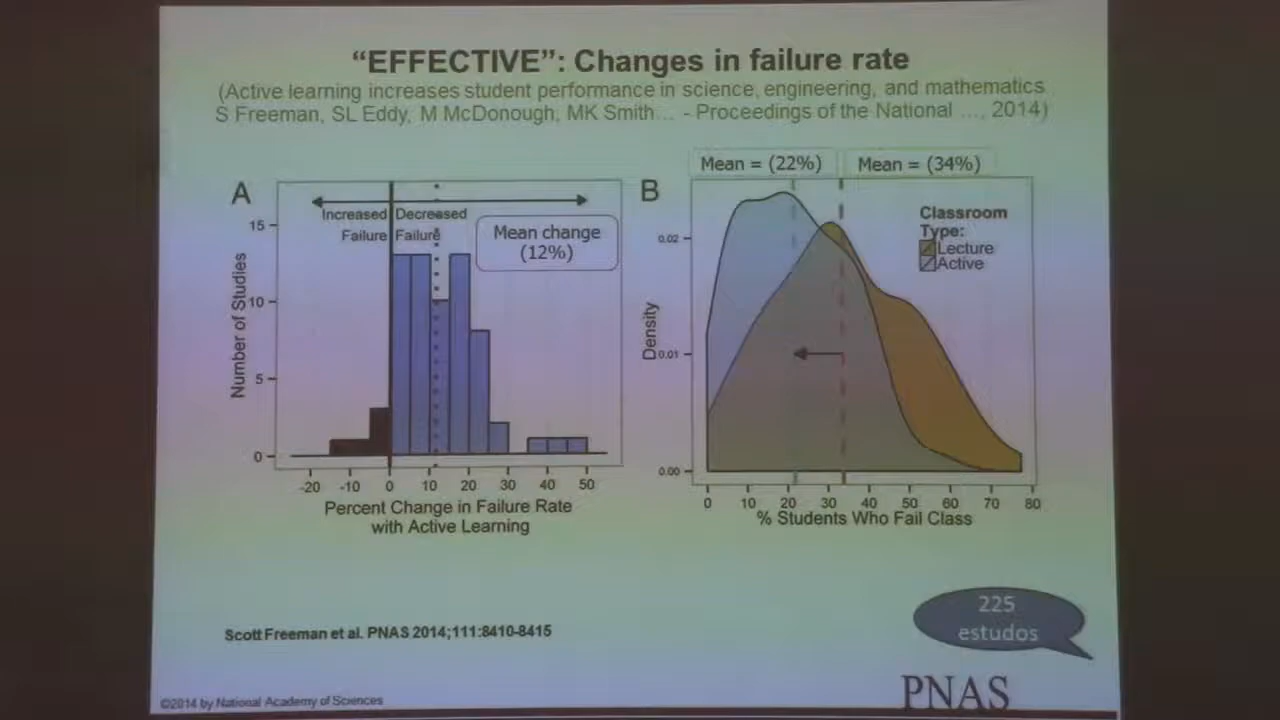 “EFFECTIVE”: Changes in failure rate
(Active learning increases student performance in science, engineering, and mathematics
S Freeman, SL Eddy, M McDonough, MK Smith… - Proceedings of the National …, 2014)
Mean = (22%)
Mean = (34%)
A
B
Increased
Failure
Decreased
Failure
Mean change
(12%)
15
10
5
0
Number of Studies
-20 -10 0 10 20 30 40 50
Percent Change in Failure Rate
with Active Learning
Classroom
Type:
Lecture
Active
0.02
0.01
0.00
Density
0 10 20 30 40 50 60 70 80
% Students Who Fail Class
225
estudos
Scott Freeman et al. PNAS 2014;111:8410-8415
©2014 by National Academy of Sciences
PNAS